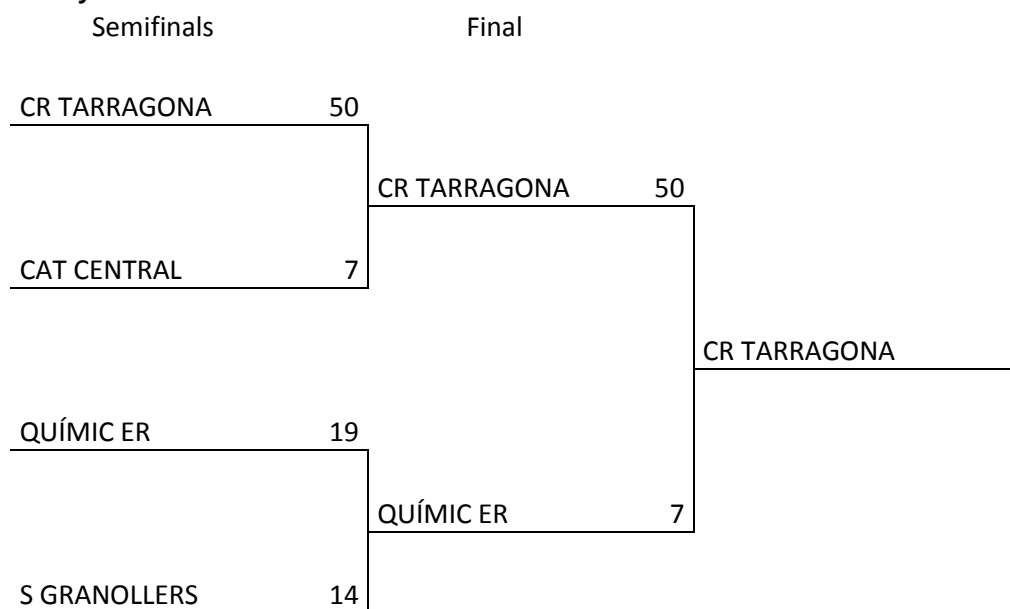 Semifinals Final
CR TARRAGONA 50
CR TARRAGONA 50
CAT CENTRAL 7
CR TARRAGONA
QUÍMIC ER 19
QUÍMIC ER 7
S GRANOLLERS 14